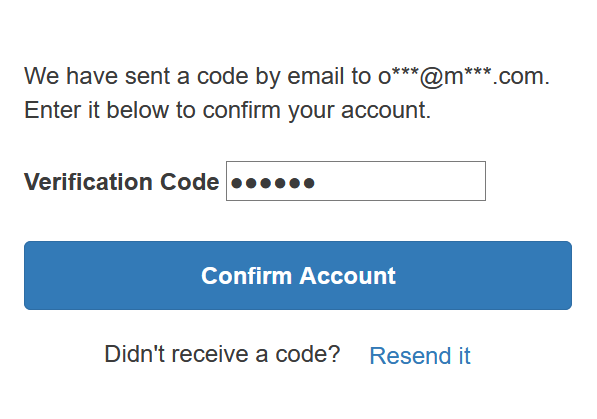 We have sent a code by email to o***@m***.com.
Enter it below to confirm your account.
Verification Code ●●●●●●
Confirm Account
Didn't receive a code? Resend it